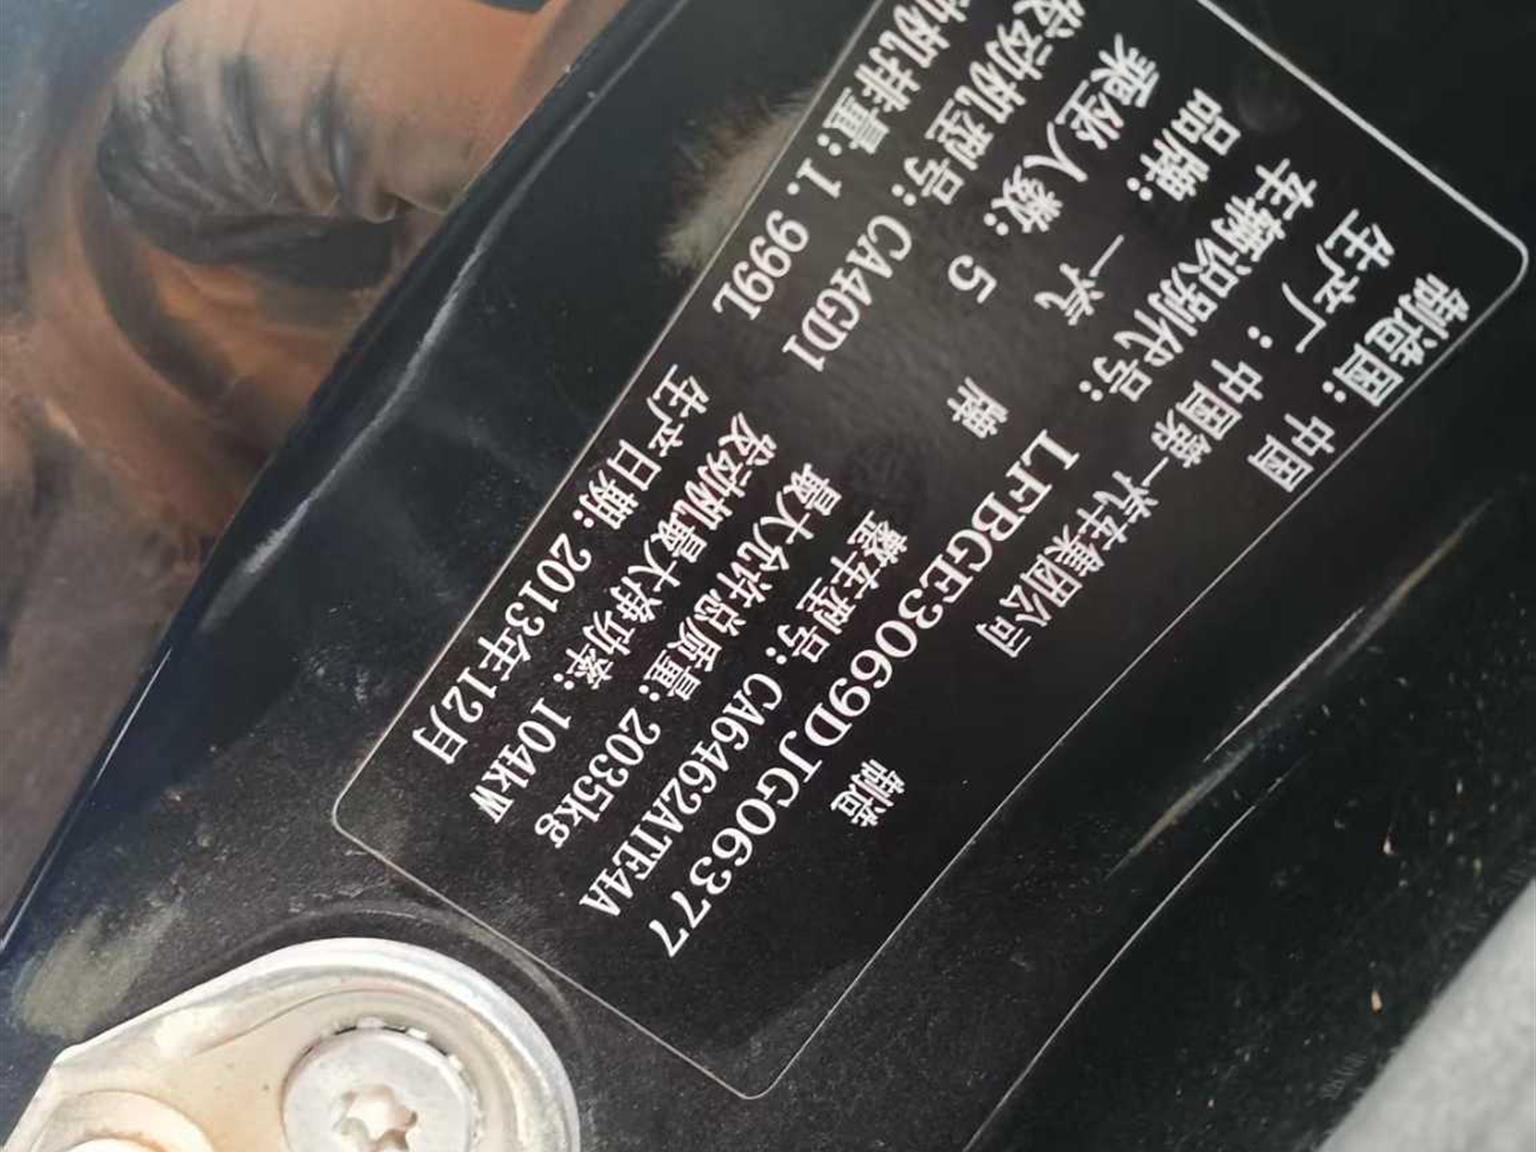 制造国：中国
生产厂：中国第一汽车集团公司 制造
车辆识别代号：LFBGE3069DJG06377
品牌：一汽 牌 整车型号：CA6462ATE4A
乘坐人数：5 最大允许总质量：2035kg
发动机型号：CA4GD1 发动机最大净功率：104kW
动机排量：1.999L 生产日期：2013年12月